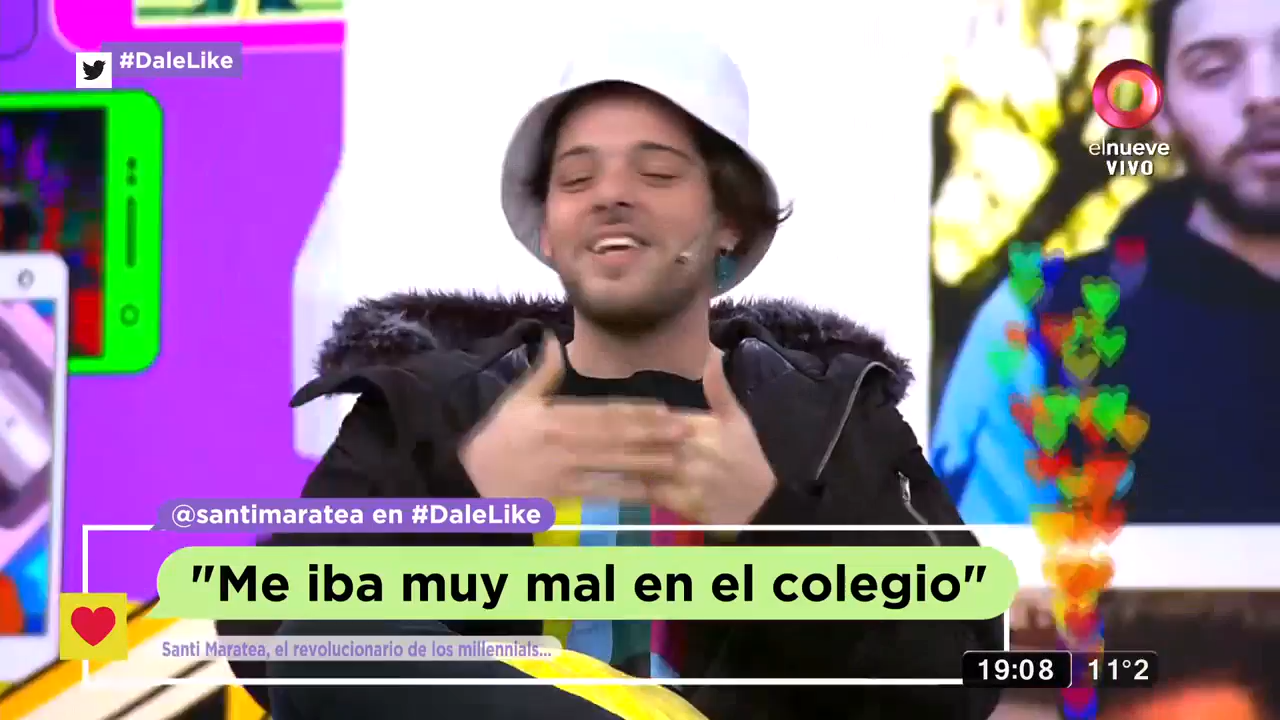 #DaleLike
elnueve
VIVO
@santimaratea en #DaleLike
"Me iba muy mal en el colegio"
Santi Maratea, el revolucionario de los millennials...
19:08 11°2